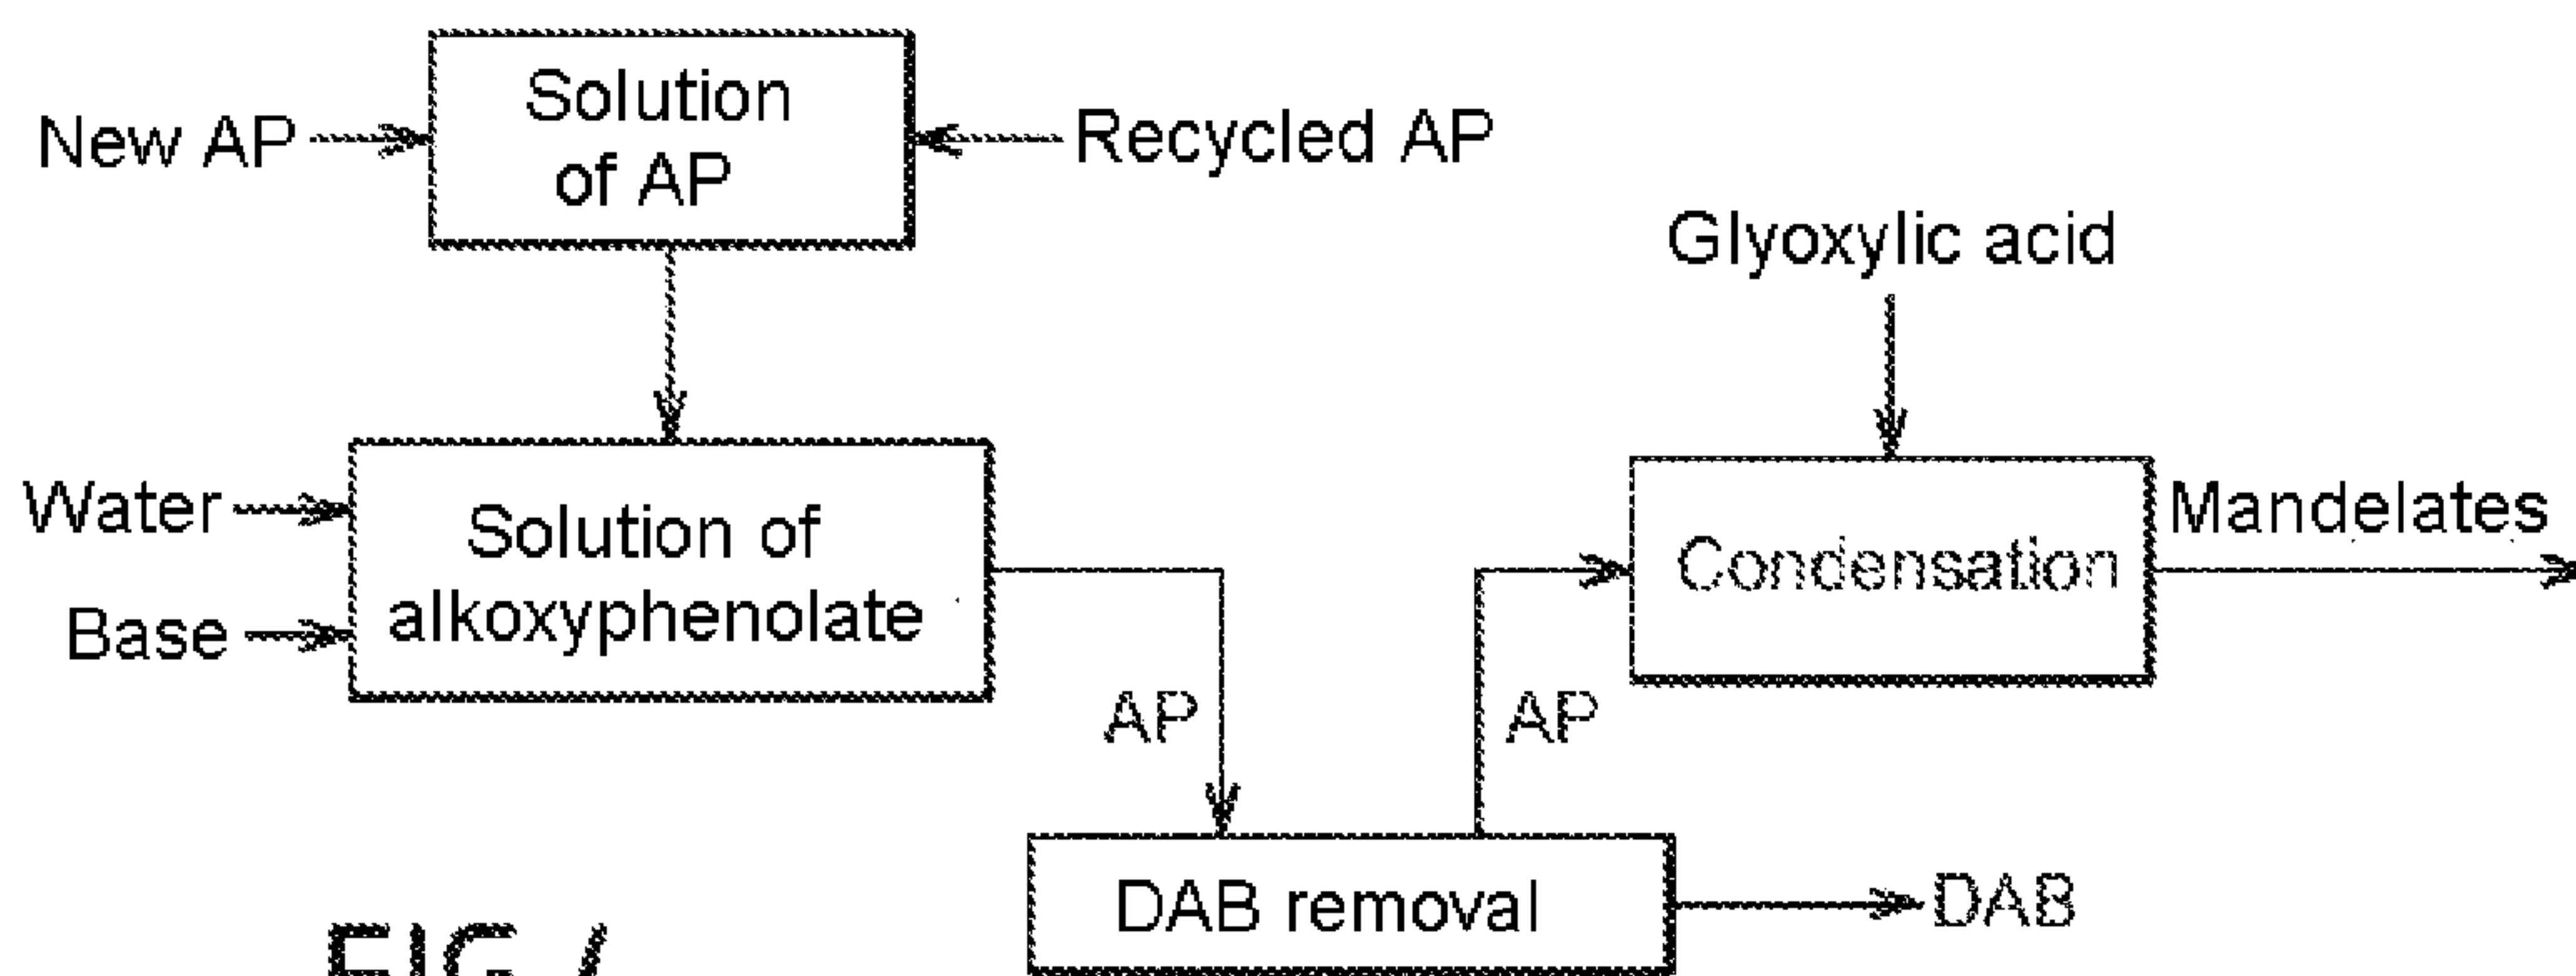 Solution
of AP
New AP
Recycled AP
Glyoxylic acid
Water
Base
Solution of
alkoxyphenolate
Condensation
Mandelates
AP
AP
DAB removal
DAB